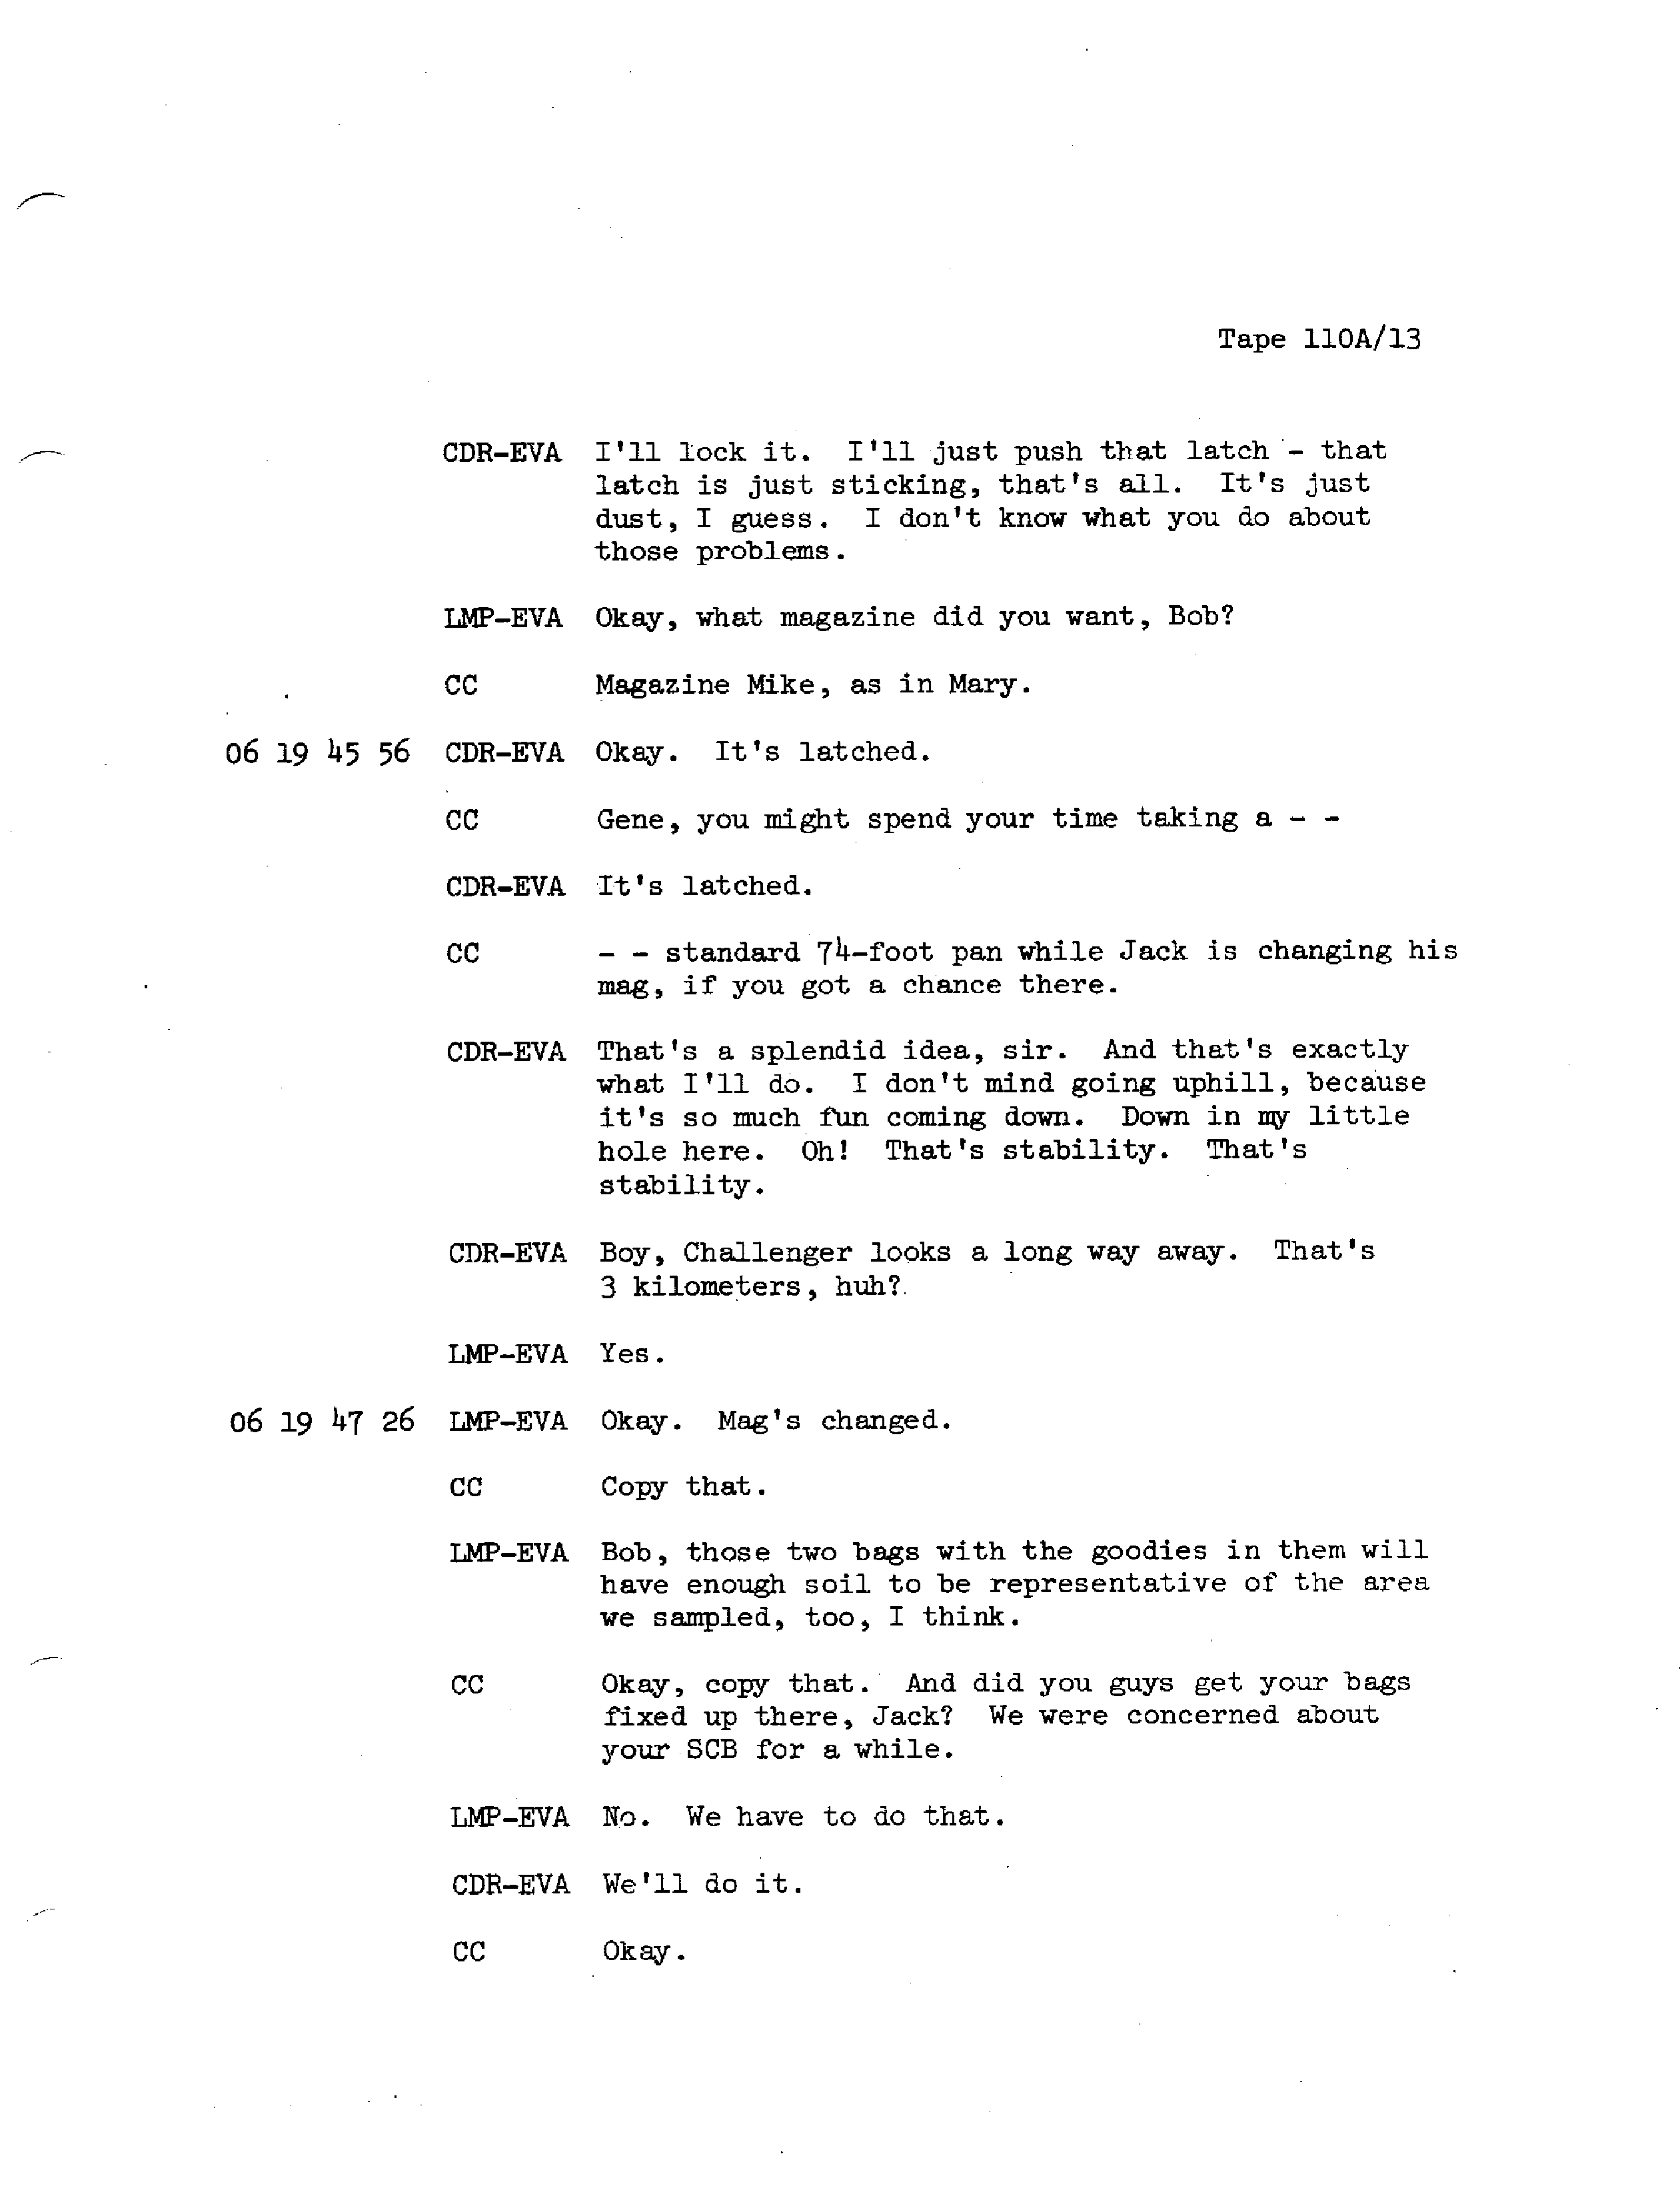 Tape 110A/13
CDR-EVA I'll lock it. I'll just push that latch - that
latch is just sticking, that's all. It's just
dust, I guess. I don't know what you do about
those problems.
LMP-EVA Okay, what magazine did you want, Bob?
CC Magazine Mike, as in Mary.
06 19 45 56 CDR-EVA Okay. It's latched.
CC Gene, you might spend your time taking a - -
CDR-EVA It's latched.
CC - - standard 74-foot pan while Jack is changing his
mag, if you got a chance there.
CDR-EVA That's a splendid idea, sir. And that's exactly
what I'll do. I don't mind going uphill, because
it's so much fun coming down. Down in my little
hole here. Oh! That's stability. That's
stability.
CDR-EVA Boy, Challenger looks a long way away. That's
3 kilometers, huh?
LMP-EVA Yes.
06 19 47 26 LMP-EVA Okay. Mag's changed.
CC Copy that.
LMP-EVA Bob, those two bags with the goodies in them will
have enough soil to be representative of the area
we sampled, too, I think.
CC Okay, copy that. And did you guys get your bags
fixed up there, Jack? We were concerned about
your SCB for a while.
LMP-EVA No. We have to do that.
CDR-EVA We'll do it.
CC Okay.